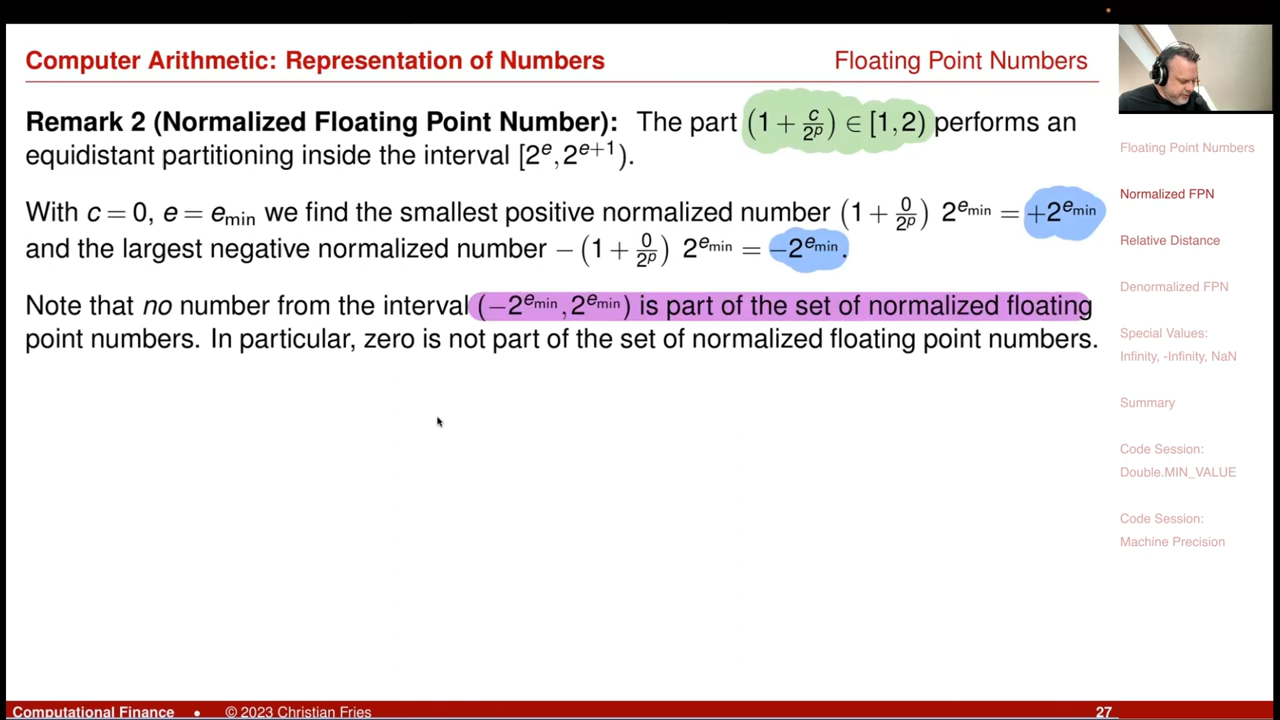 Computer Arithmetic: Representation of Numbers
Floating Point Numbers
Remark 2 (Normalized Floating Point Number): The part (1 + c/2^p) ∈ [1,2) performs an
equidistant partitioning inside the interval [2^e, 2^{e+1}).
With c = 0, e = e_min we find the smallest positive normalized number (1 + 0/2^p) 2^{e_min} = +2^{e_min}
and the largest negative normalized number −(1 + 0/2^p) 2^{e_min} = −2^{e_min}.
Note that no number from the interval (−2^{e_min}, 2^{e_min}) is part of the set of normalized floating
point numbers. In particular, zero is not part of the set of normalized floating point numbers.
Floating Point Numbers
Normalized FPN
Relative Distance
Denormalized FPN
Special Values:
Infinity, -Infinity, NaN
Summary
Code Session:
Double.MIN_VALUE
Code Session:
Machine Precision
Computational Finance • © 2023 Christian Fries 27